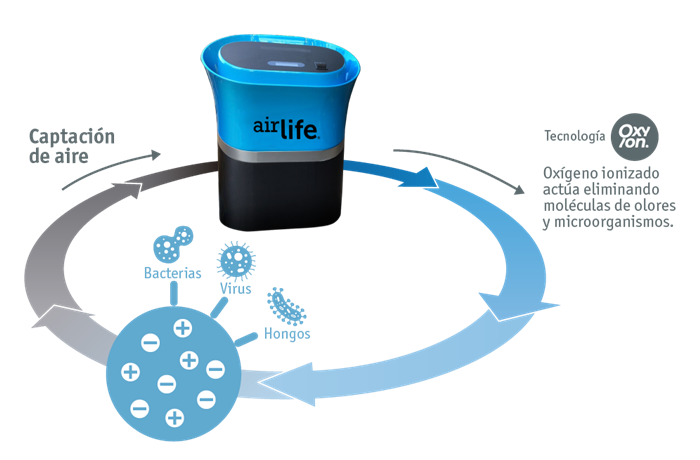 airlife
Captación
de aire
Tecnología
OXY
ION.
Oxígeno ionizado
actúa eliminando
moléculas de olores
y microorganismos.
Bacterias
Virus
Hongos